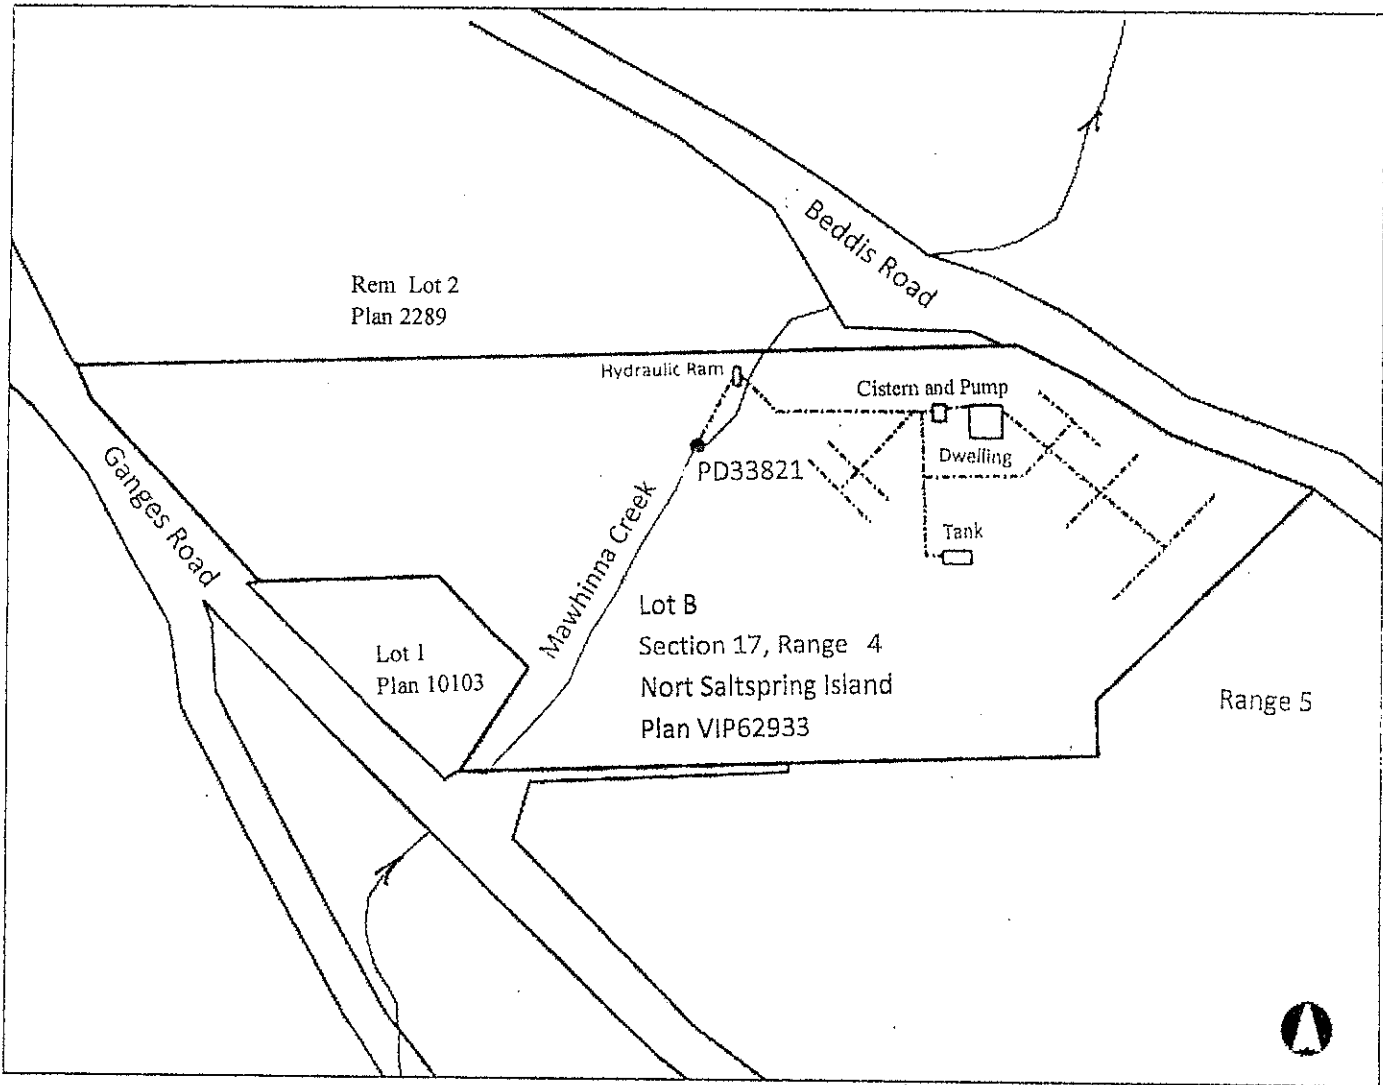 Beddis Road
Rem Lot 2
Plan 2289
Hydraulic Ram
Cistern and Pump
Dwelling
PD33821
Tank
Ganges Road
Mawhinna Creek
Lot 1
Plan 10103
Lot B
Section 17, Range 4
Nort Saltspring Island
Plan VIP62933
Range 5